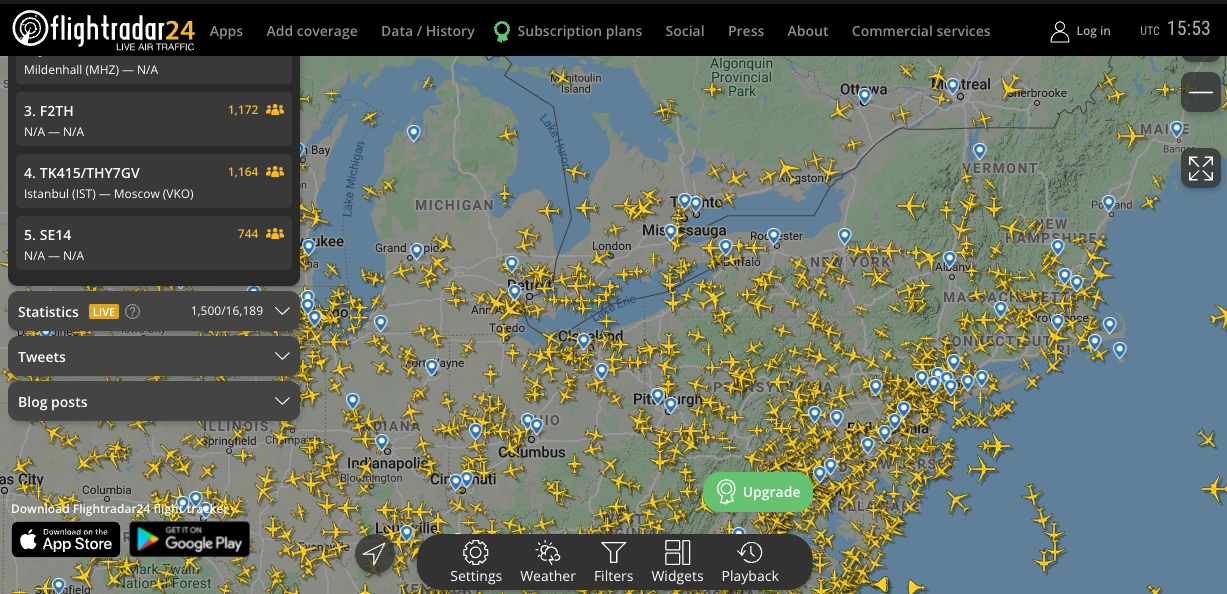 flightradar24
LIVE AIR TRAFFIC
Apps
Add coverage
Data / History
Subscription plans
Social
Press
About
Commercial services
Log in
UTC 15:53
Mildenhall (MHZ) — N/A
3. F2TH
1,172
N/A — N/A
4. TK415/THY7GV
1,164
Istanbul (IST) — Moscow (VKO)
5. SE14
744
N/A — N/A
Statistics LIVE ? 1,500/16,189
Tweets
Blog posts
Manitoulin
Island
Algonquin
Provincial
Park
Ottawa
Montreal
Sherbrooke
MAINE
Lake Huron
Lake Michigan
VERMONT
Kingston
MICHIGAN
Toronto
Portland
Mississauga
Rochester
NEW
HAMPSHIRE
Grand Rapids
London
Buffalo
NEW YORK
Albany
Detroit
MASSACHUSETTS
Lake Erie
Toledo
Providence
Cleveland
CONNECTICUT
RI
Fort Wayne
PENNSYLVANIA
Pittsburgh
OHIO
INDIANA
Philadelphia
ILLINOIS
Springfield
Columbus
Indianapolis
Bloomington
Cincinnati
Columbia
Louisville
Mark Twain
National Forest
Download Flightradar24 flight tracker
Download on the
App Store
GET IT ON
Google Play
Upgrade
Settings
Weather
Filters
Widgets
Playback